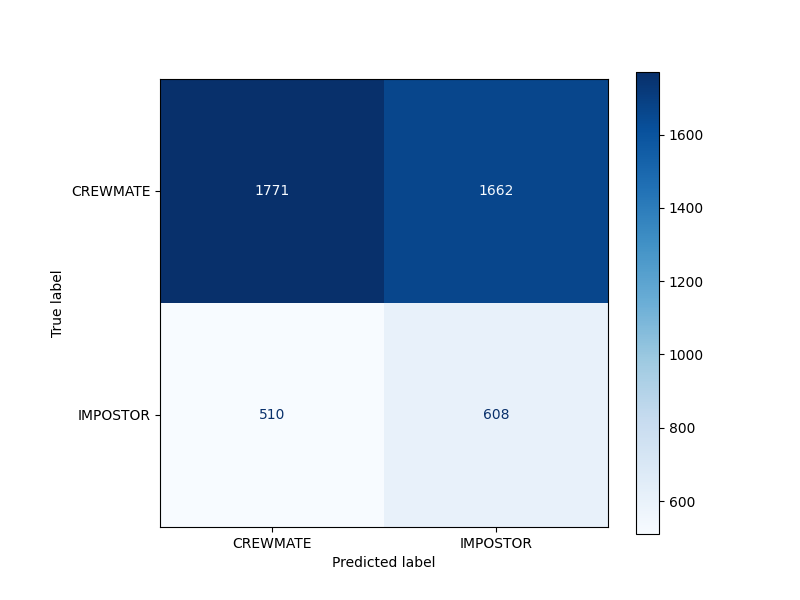 CREWMATE
IMPOSTOR
True label
1771
1662
510
608
CREWMATE
IMPOSTOR
Predicted label
1600
1400
1200
1000
800
600